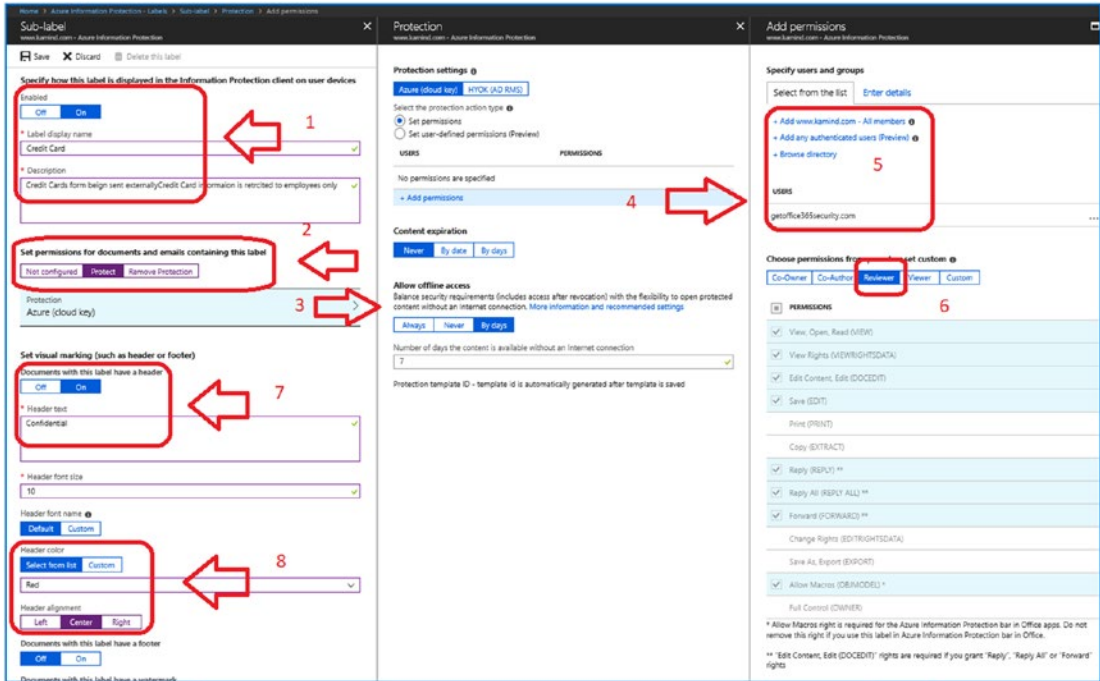 Home > Azure Information Protection - Labels > Sub-label > Protection > Add permissions
Sub-label
www.kamind.com - Azure Information Protection
Save Discard Delete this label
Specify how this label is displayed in the Information Protection client on user devices
Enabled
Off On
1
* Label display name
Credit Card
* Description
Credit Cards form beign sent externallyCredit Card informaion is retrcited to employees only
2
Set permissions for documents and emails containing this label
Not configured Protect Remove Protection
Protection
Azure (cloud key)
3
Set visual marking (such as header or footer)
Documents with this label have a header
Off On
7
* Header text
Confidential
* Header font size
10
Header font name
Default Custom
Header color
8
Select from list Custom
Red
Header alignment
Left Center Right
Documents with this label have a footer
Off On
Documents with this label have a watermark
Protection
www.kamind.com - Azure Information Protection
Protection settings
Azure (cloud key) HYOK (AD RMS)
Select the protection action type
Set permissions
Set user-defined permissions (Preview)
USERS PERMISSIONS
No permissions are specified
+ Add permissions
4
Content expiration
Never By date By days
Allow offline access
Balance security requirements (includes access after revocation) with the flexibility to open protected
content without an Internet connection. More information and recommended settings
Always Never By days
Number of days the content is available without an Internet connection
7
Protection template ID - template id is automatically generated after template is saved
Add permissions
www.kamind.com - Azure Information Protection
Specify users and groups
Select from the list Enter details
+ Add www.kamind.com - All members
+ Add any authenticated users (Preview)
+ Browse directory
5
USERS
getoffice365security.com
...
Choose permissions from set custom
Co-Owner Co-Author Reviewer Viewer Custom
6
PERMISSIONS
View, Open, Read (VIEW)
View Rights (VIEWRIGHTSDATA)
Edit Content, Edit (DOCEDIT)
Save (EDIT)
Print (PRINT)
Copy (EXTRACT)
Reply (REPLY) **
Reply All (REPLY ALL) **
Forward (FORWARD) **
Change Rights (EDITRIGHTSDATA)
Save As, Export (EXPORT)
Allow Macros (OBJMODEL) *
Full Control (OWNER)
* Allow Macros right is required for the Azure Information Protection bar in Office apps. Do not
remove this right if you use this label in Azure Information Protection bar in Office.
** "Edit Content, Edit (DOCEDIT)" rights are required if you grant "Reply", "Reply All" or "Forward"
rights